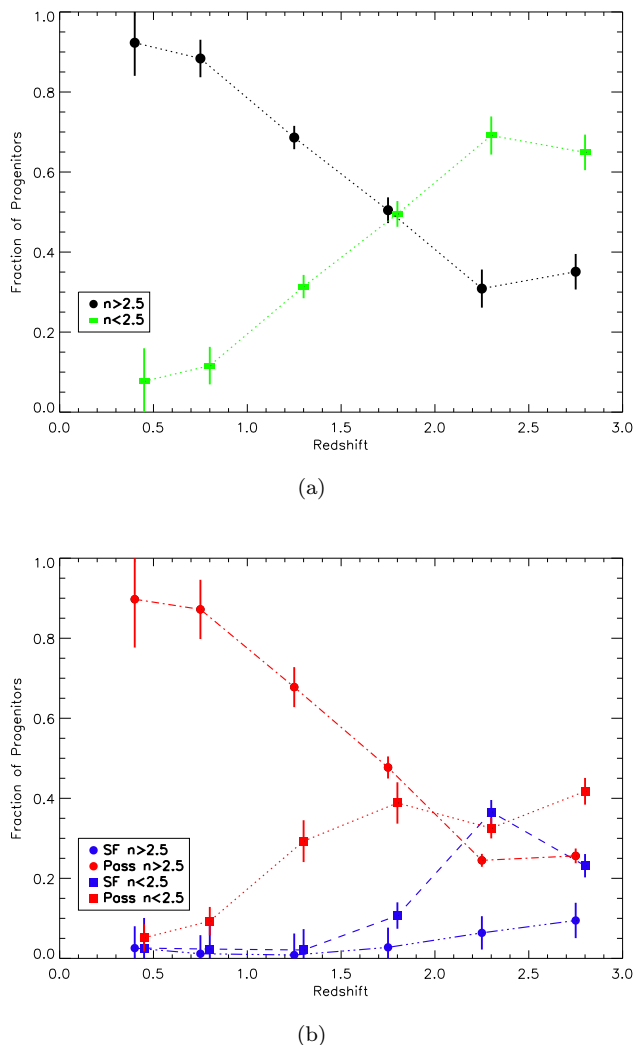 1.0
0.8
0.6
0.4
0.2
0.0
Fraction of Progenitors
n>2.5
n<2.5
0.0 0.5 1.0 1.5 2.0 2.5 3.0
Redshift
(a)
1.0
0.8
0.6
0.4
0.2
0.0
Fraction of Progenitors
SF n>2.5
Pass n>2.5
SF n<2.5
Pass n<2.5
0.0 0.5 1.0 1.5 2.0 2.5 3.0
Redshift
(b)